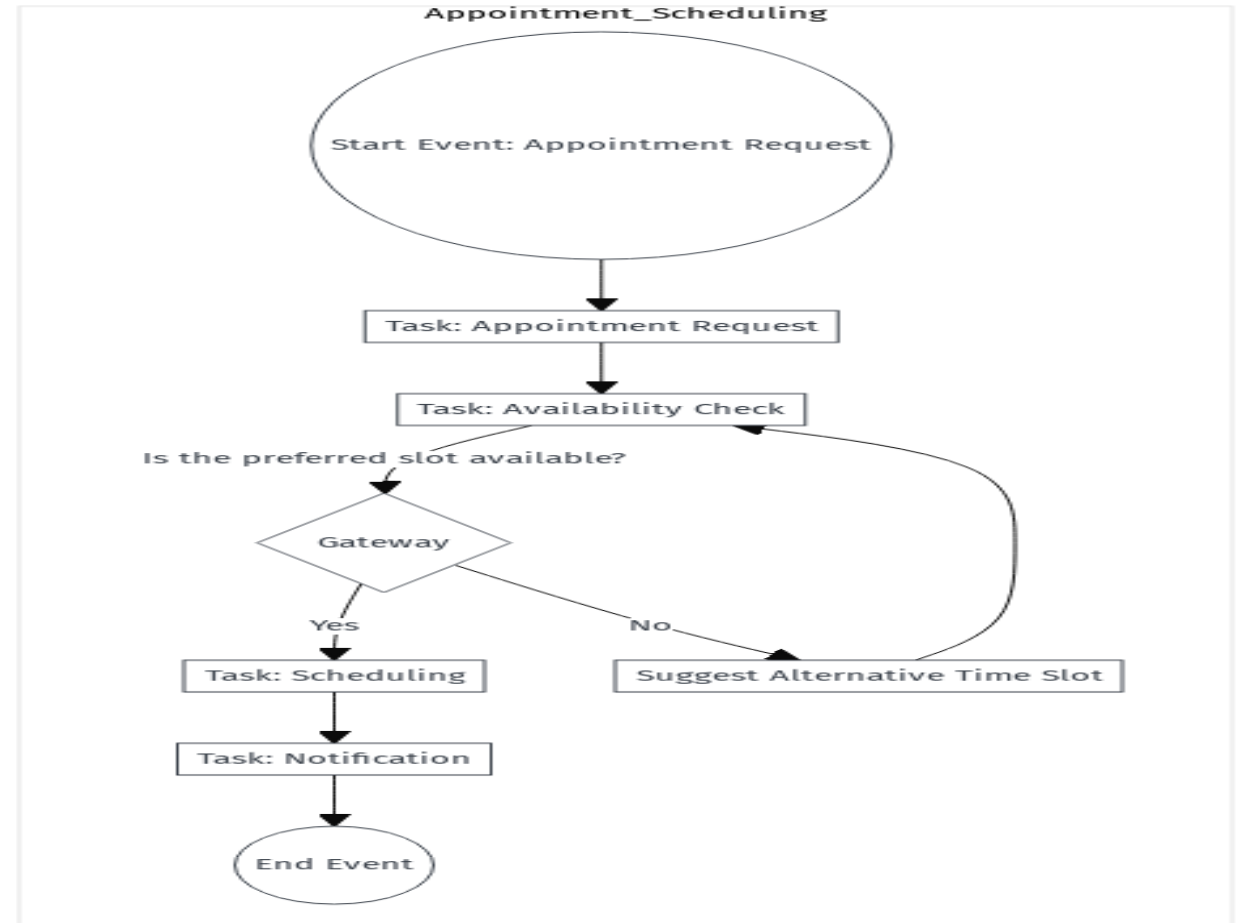 Appointment_Scheduling
Start Event: Appointment Request
Task: Appointment Request
Task: Availability Check
Is the preferred slot available?
Gateway
Yes
No
Task: Scheduling
Suggest Alternative Time Slot
Task: Notification
End Event